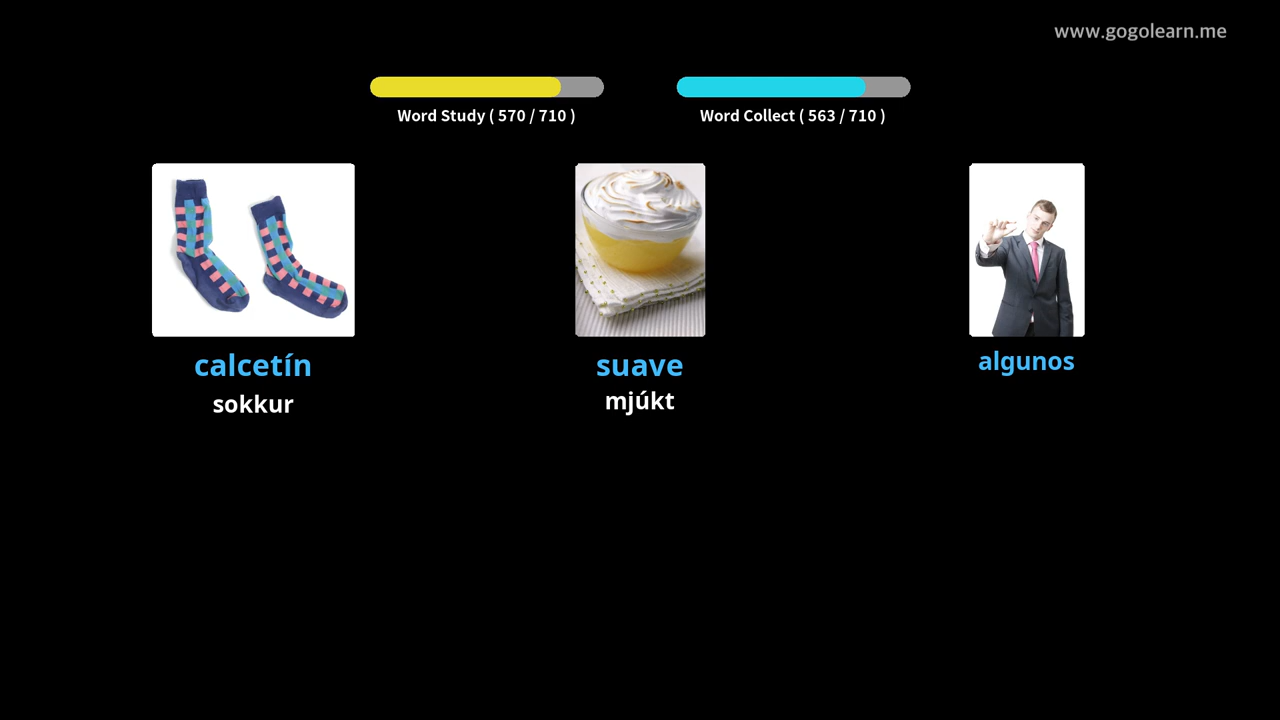 www.gogolearn.me
Word Study ( 570 / 710 )
Word Collect ( 563 / 710 )
calcetín
sokkur
suave
mjúkt
algunos